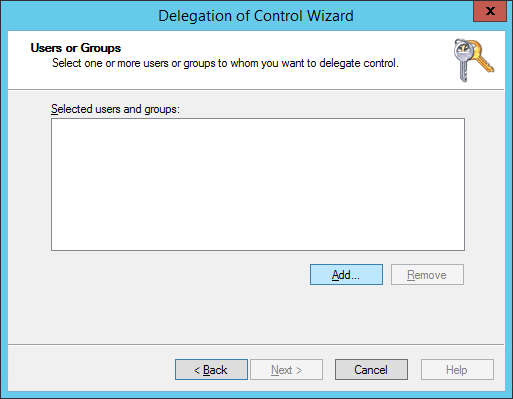 Delegation of Control Wizard
x
Users or Groups
Select one or more users or groups to whom you want to delegate control.
Selected users and groups:
Add... Remove
< Back Next > Cancel Help